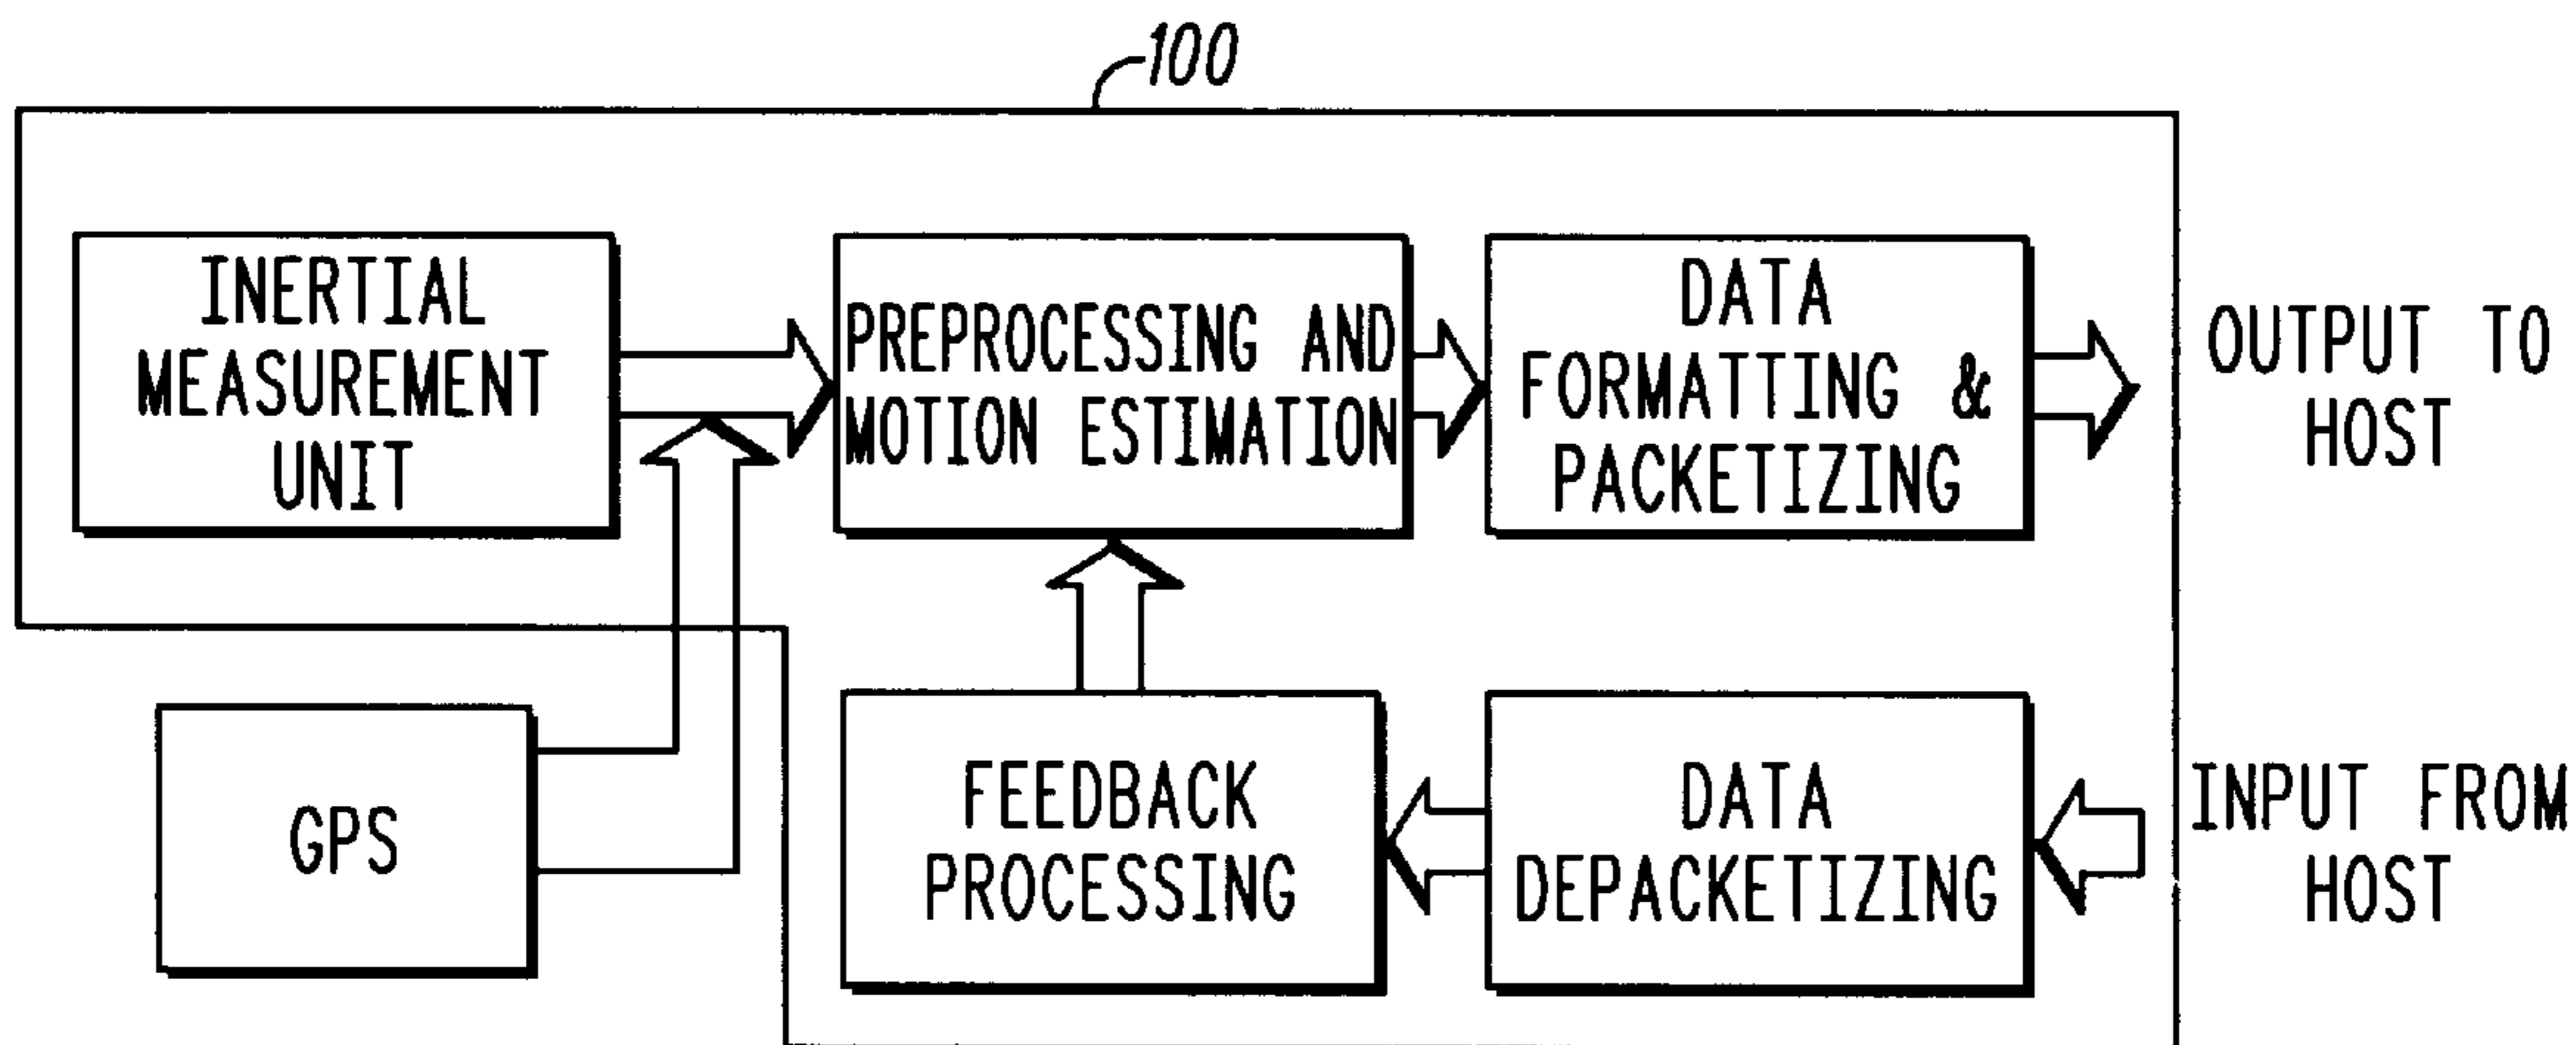 100
INERTIAL
MEASUREMENT
UNIT
PREPROCESSING AND
MOTION ESTIMATION
DATA
FORMATTING &
PACKETIZING
OUTPUT TO
HOST
GPS
FEEDBACK
PROCESSING
DATA
DEPACKETIZING
INPUT FROM
HOST